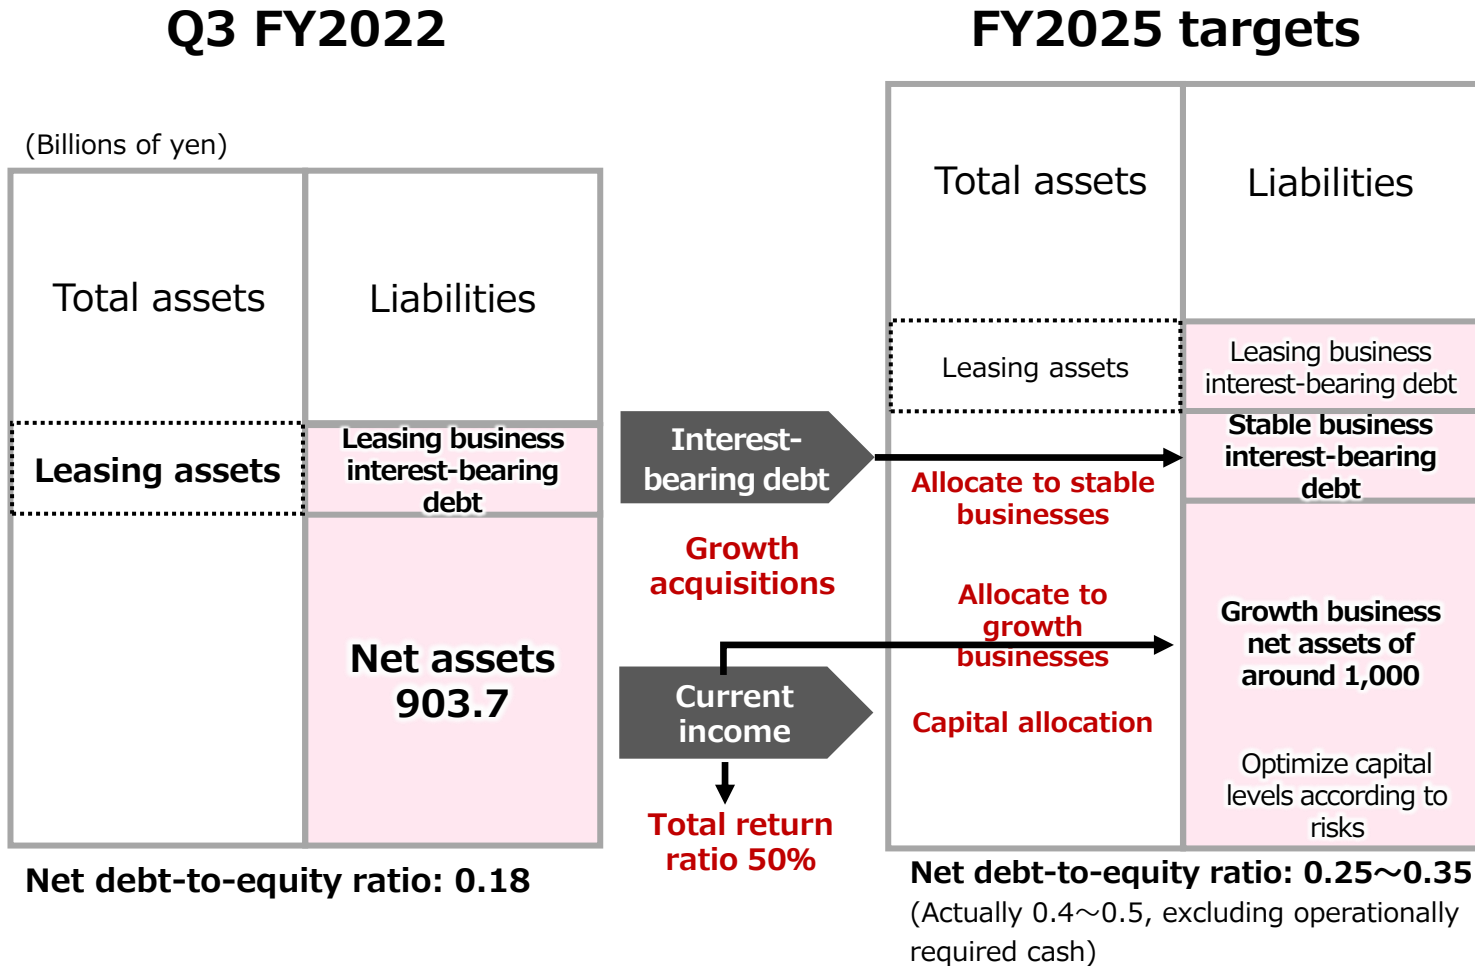 Q3 FY2022
(Billions of yen)
Total assets
Liabilities
Leasing assets
Leasing business
interest-bearing
debt
Net assets
903.7
Net debt-to-equity ratio: 0.18
Interest-
bearing debt
Growth
acquisitions
Current
income
Total return
ratio 50%
FY2025 targets
Total assets
Liabilities
Leasing assets
Leasing business
interest-bearing debt
Stable business
interest-bearing
debt
Allocate to stable
businesses
Allocate to
growth
businesses
Capital allocation
Growth business
net assets of
around 1,000
Optimize capital
levels according to
risks
Net debt-to-equity ratio: 0.25～0.35
(Actually 0.4～0.5, excluding operationally
required cash)